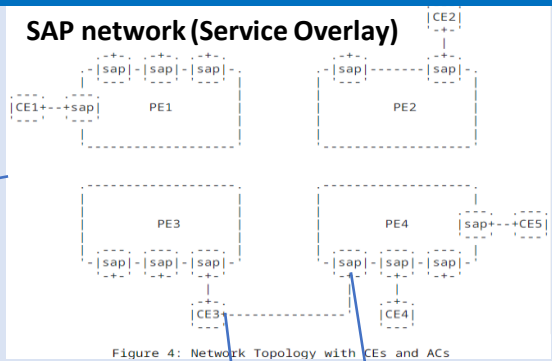 SAP network (Service Overlay)
|CE2|
'-+-'
|
.-+-. .-+-. .-+-. .-+-. .-+-.
.-|sap|-|sap|-|sap|-. .-|sap|-------|sap|-.
| '---' '---' '---' | | '---' '---' |
.---. .---. | | |
|CE1+--+sap| PE1 | | PE2 |
'---' '---' | | |
| | | |
'-------------------' '-------------------'
.-------------------. .-------------------.
| | | |
| | | .---. .---.
| PE3 | | PE4 |sap+--+CE5|
| | | '---' '---'
| .---. .---. .---. | | .---. .---. .---. |
'-|sap|-|sap|-|sap|-' '-|sap|-|sap|-|sap|-'
'-+-' '-+-' '-+-' '-+-' '-+-' '-+-'
| | |
.-+-. | .-+-.
|CE3+----------------' |CE4|
'---' '---'
Figure 4: Network Topology with CEs and ACs